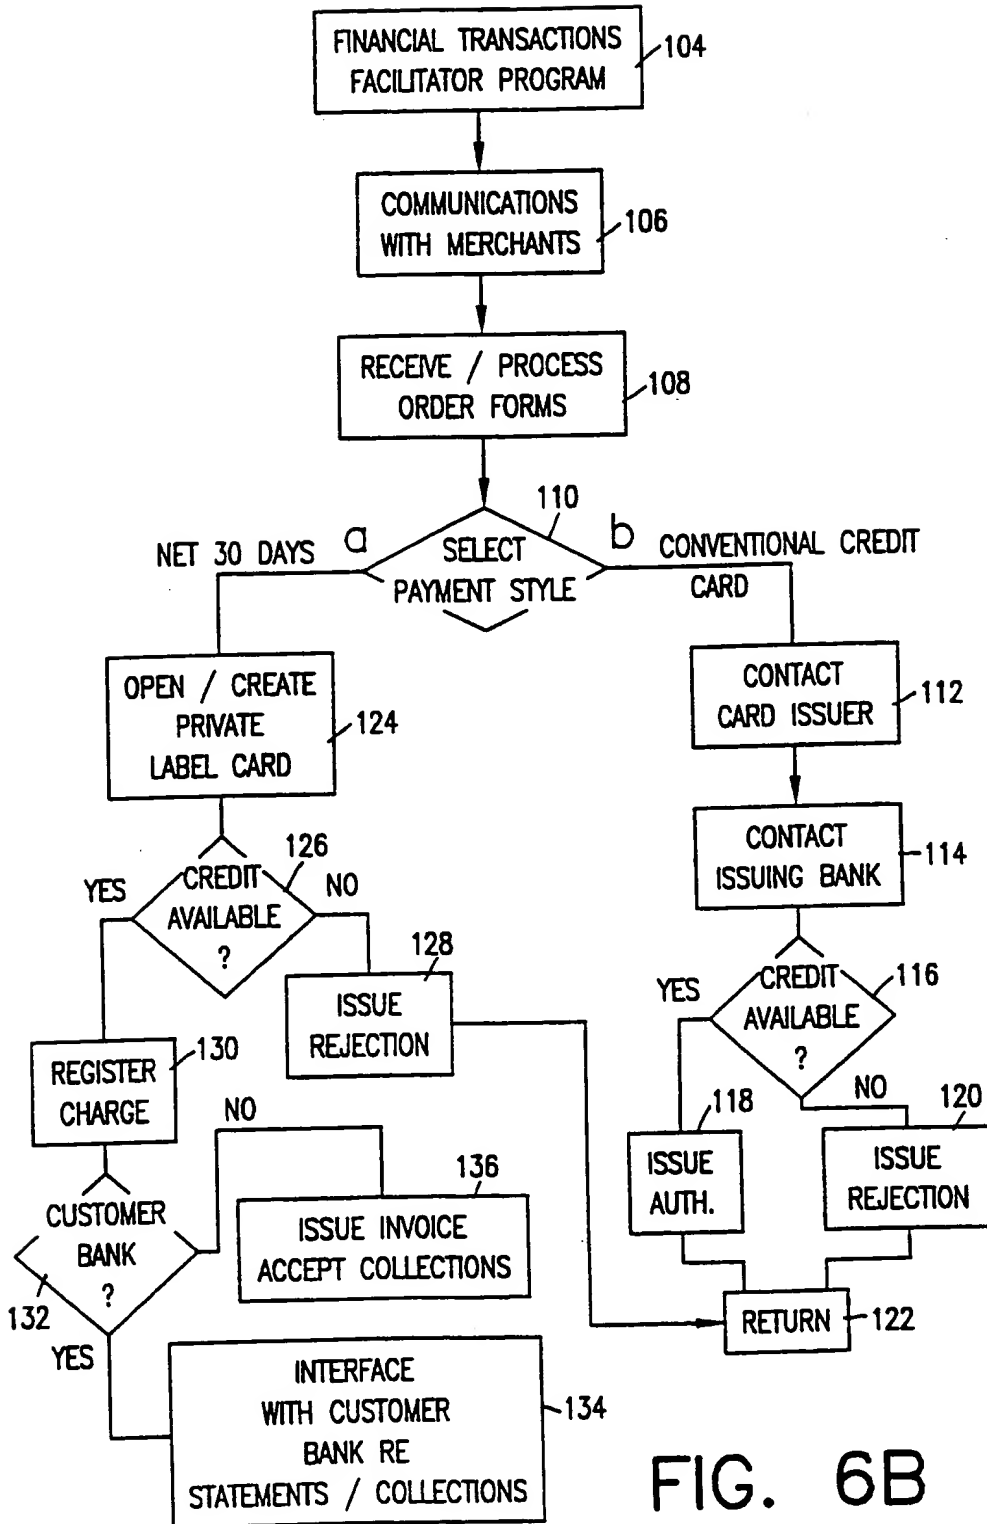 FINANCIAL TRANSACTIONS
FACILITATOR PROGRAM
104
COMMUNICATIONS
WITH MERCHANTS
106
RECEIVE / PROCESS
ORDER FORMS
108
110
NET 30 DAYS
a
SELECT
PAYMENT STYLE
b
CONVENTIONAL CREDIT
CARD
OPEN / CREATE
PRIVATE
LABEL CARD
124
CONTACT
CARD ISSUER
112
CONTACT
ISSUING BANK
114
126
YES
CREDIT
AVAILABLE
?
NO
128
ISSUE
REJECTION
YES
CREDIT
AVAILABLE
?
116
NO
REGISTER
CHARGE
130
118
ISSUE
AUTH.
120
ISSUE
REJECTION
NO
CUSTOMER
BANK
?
132
136
ISSUE INVOICE
ACCEPT COLLECTIONS
RETURN
122
YES
INTERFACE
WITH CUSTOMER
BANK RE
STATEMENTS / COLLECTIONS
134
FIG. 6B